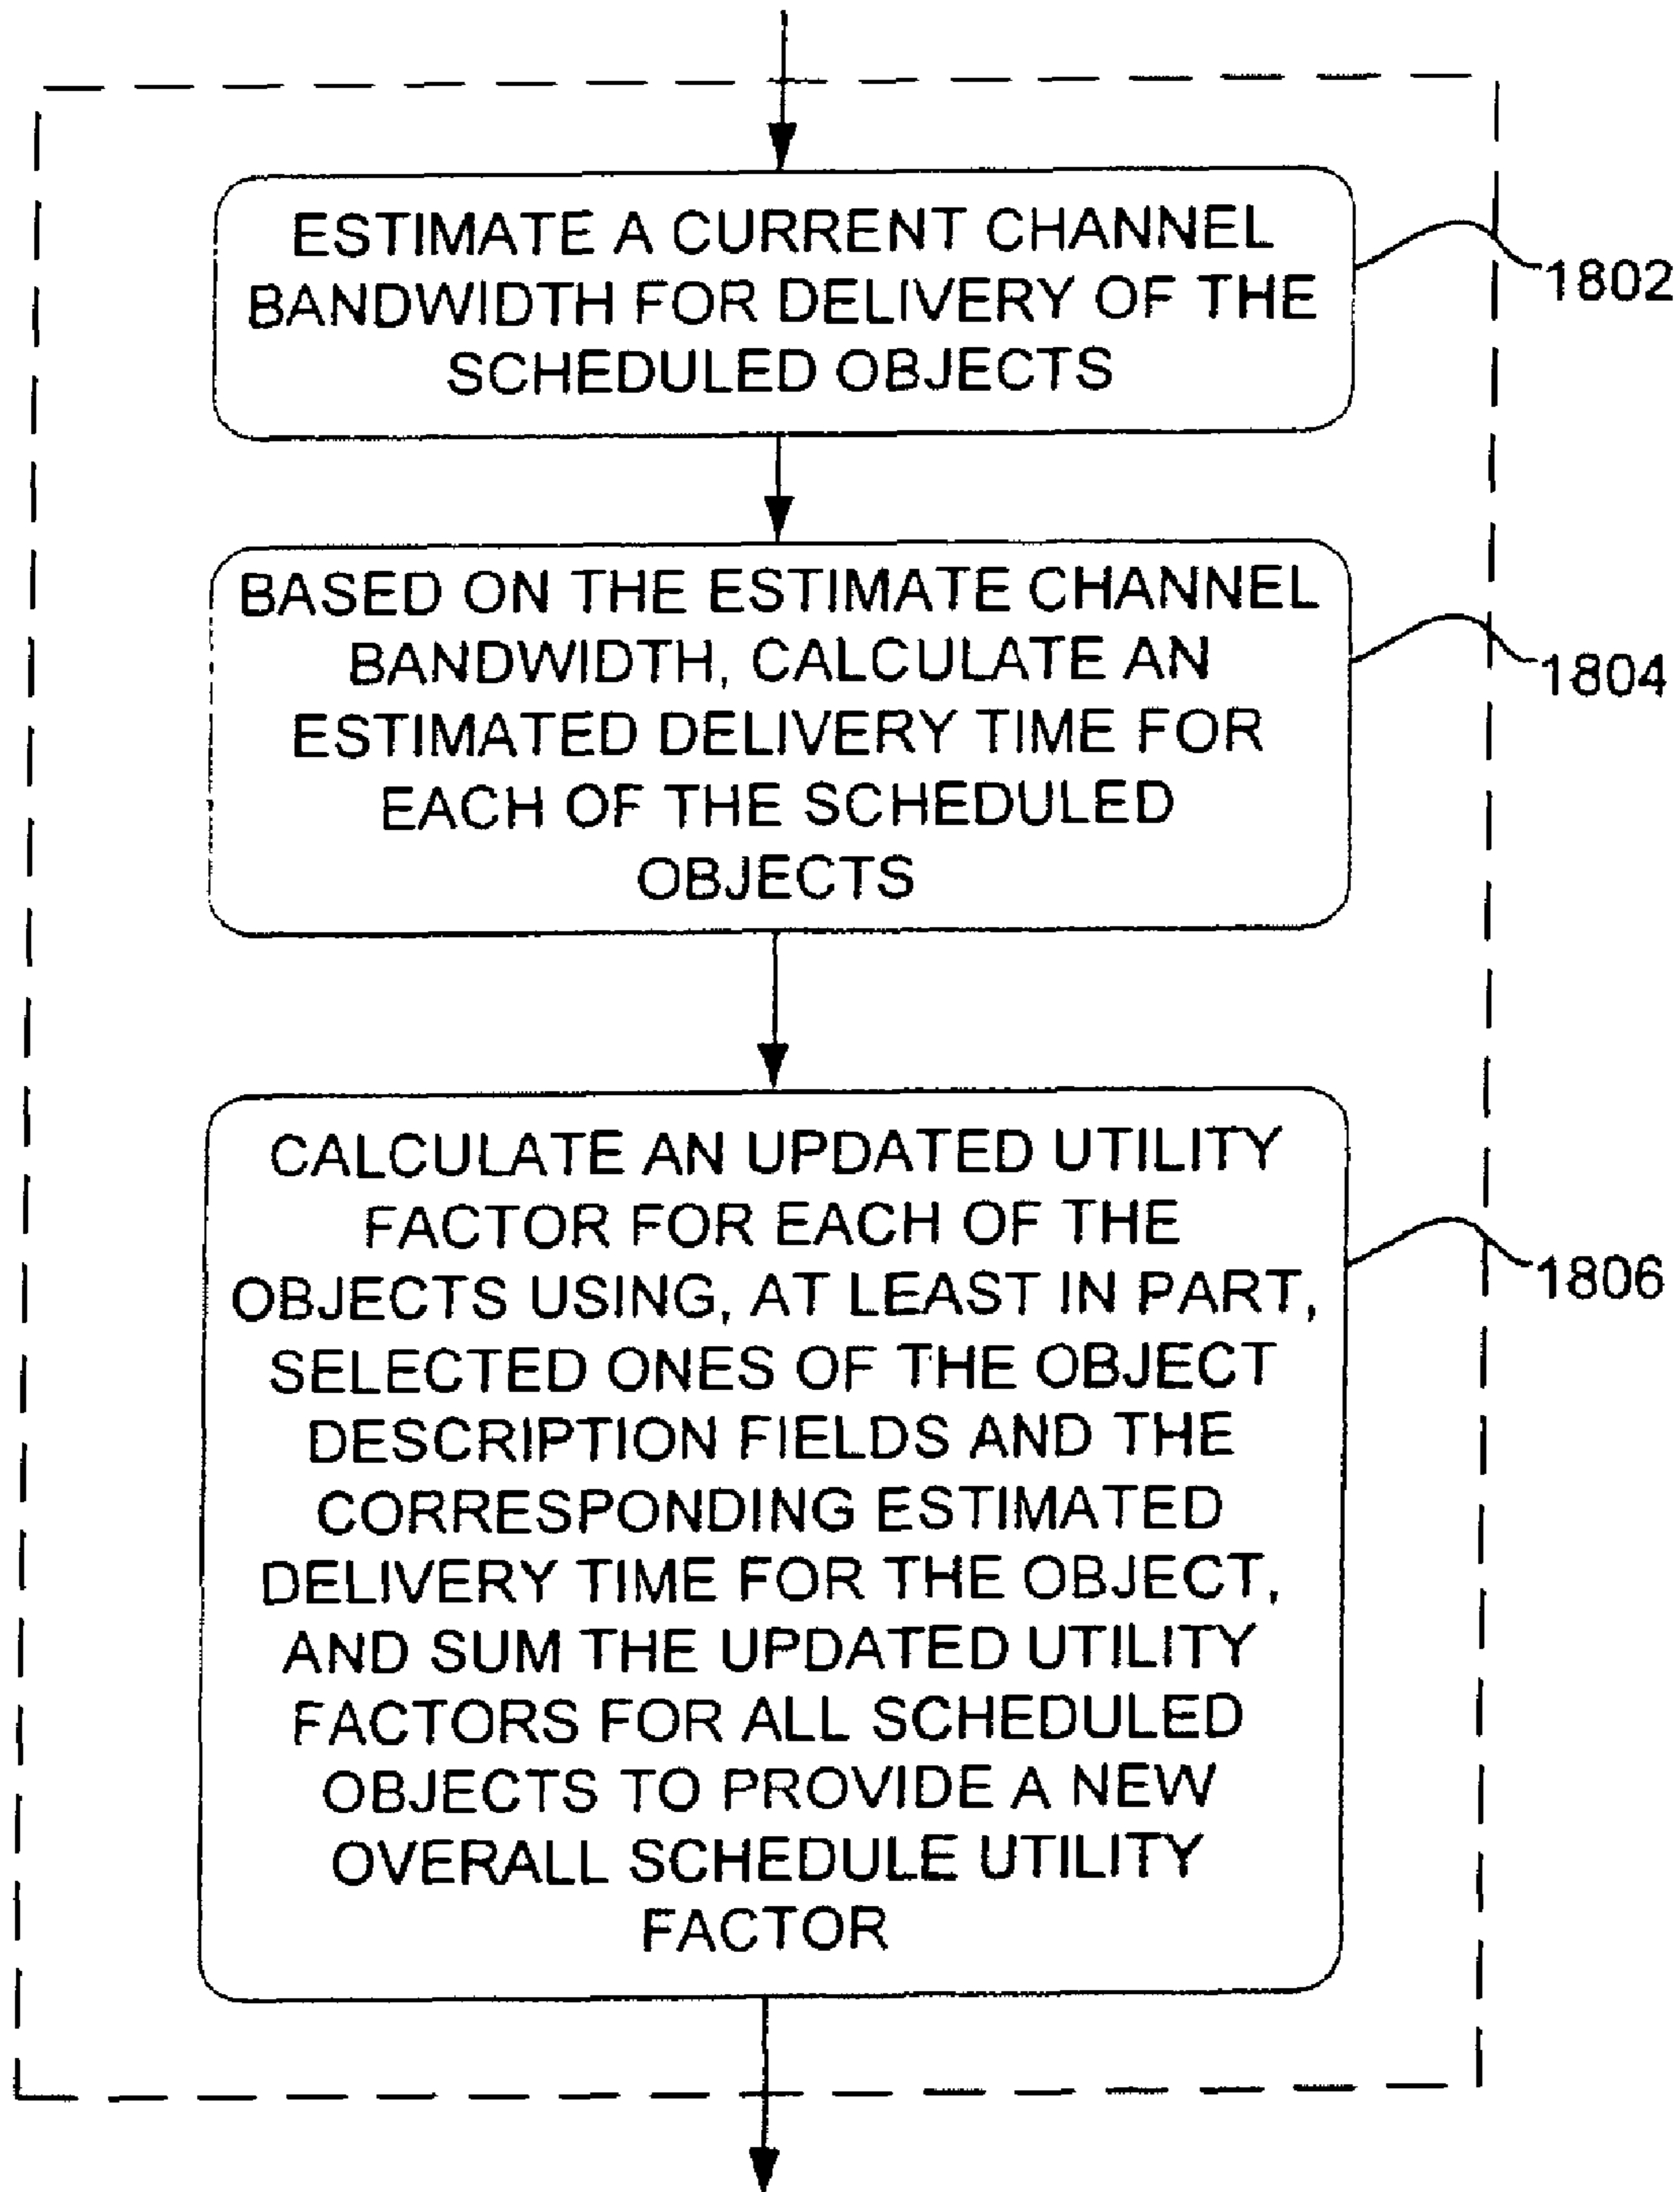 ESTIMATE A CURRENT CHANNEL
BANDWIDTH FOR DELIVERY OF THE
SCHEDULED OBJECTS
1802
BASED ON THE ESTIMATE CHANNEL
BANDWIDTH, CALCULATE AN
ESTIMATED DELIVERY TIME FOR
EACH OF THE SCHEDULED
OBJECTS
1804
CALCULATE AN UPDATED UTILITY
FACTOR FOR EACH OF THE
OBJECTS USING, AT LEAST IN PART,
SELECTED ONES OF THE OBJECT
DESCRIPTION FIELDS AND THE
CORRESPONDING ESTIMATED
DELIVERY TIME FOR THE OBJECT,
AND SUM THE UPDATED UTILITY
FACTORS FOR ALL SCHEDULED
OBJECTS TO PROVIDE A NEW
OVERALL SCHEDULE UTILITY
FACTOR
1806